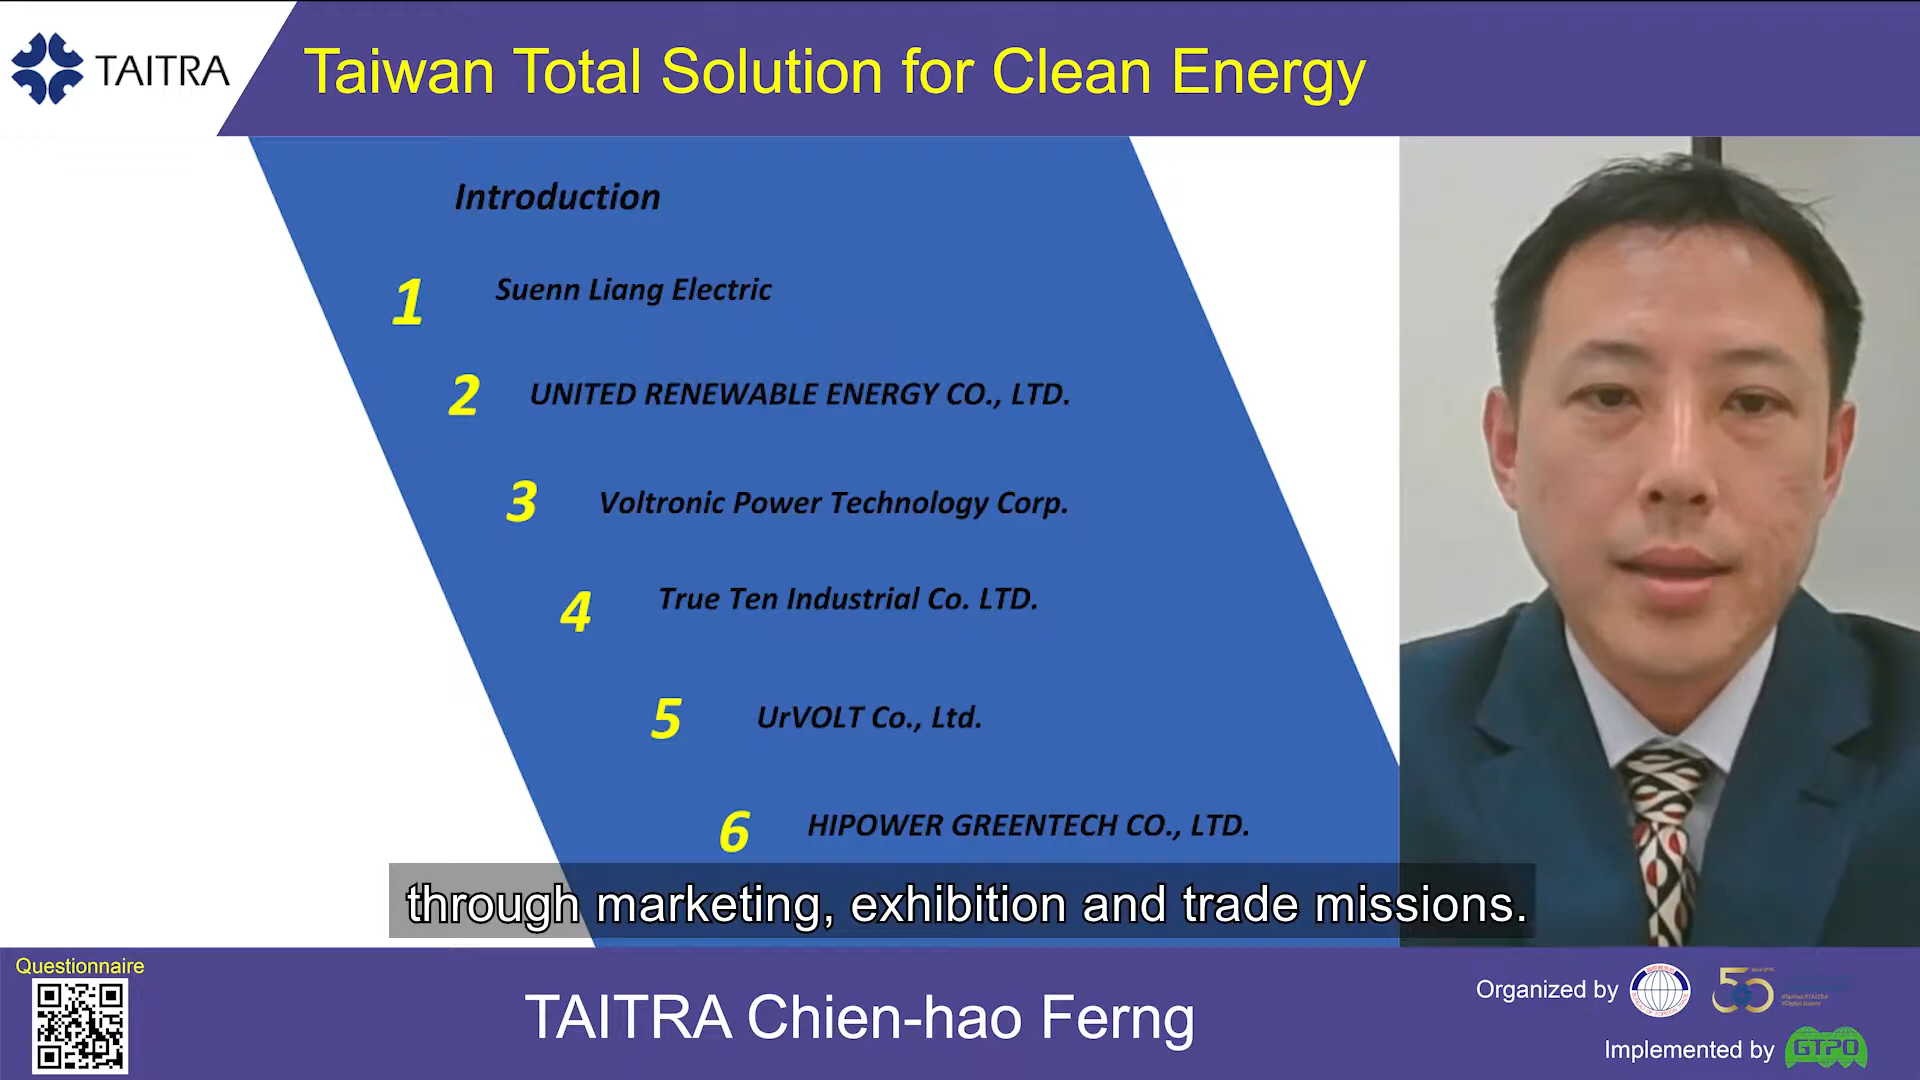 TAITRA
Taiwan Total Solution for Clean Energy
Introduction
1 Suenn Liang Electric
2 UNITED RENEWABLE ENERGY CO., LTD.
3 Voltronic Power Technology Corp.
4 True Ten Industrial Co. LTD.
5 UrVOLT Co., Ltd.
6 HIPOWER GREENTECH CO., LTD.
through marketing, exhibition and trade missions.
Questionnaire
TAITRA Chien-hao Ferng
Organized by
50
Implemented by
GTPO